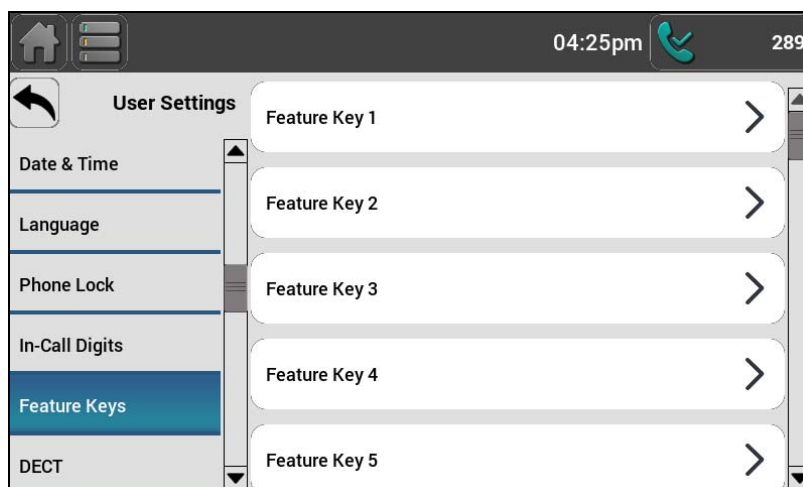 04:25pm
289
User Settings
Date & Time
Language
Phone Lock
In-Call Digits
Feature Keys
DECT
Feature Key 1
Feature Key 2
Feature Key 3
Feature Key 4
Feature Key 5